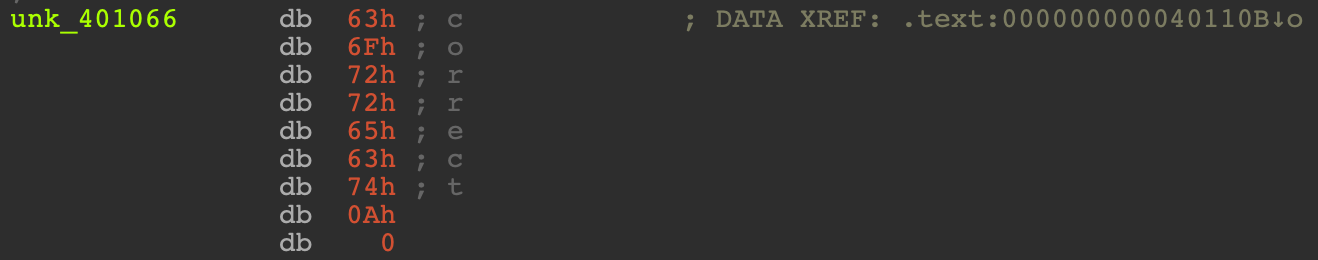 unk_401066 db 63h ; c ; DATA XREF: .text:000000000040110B↓o
db 6Fh ; o
db 72h ; r
db 72h ; r
db 65h ; e
db 63h ; c
db 74h ; t
db 0Ah
db 0